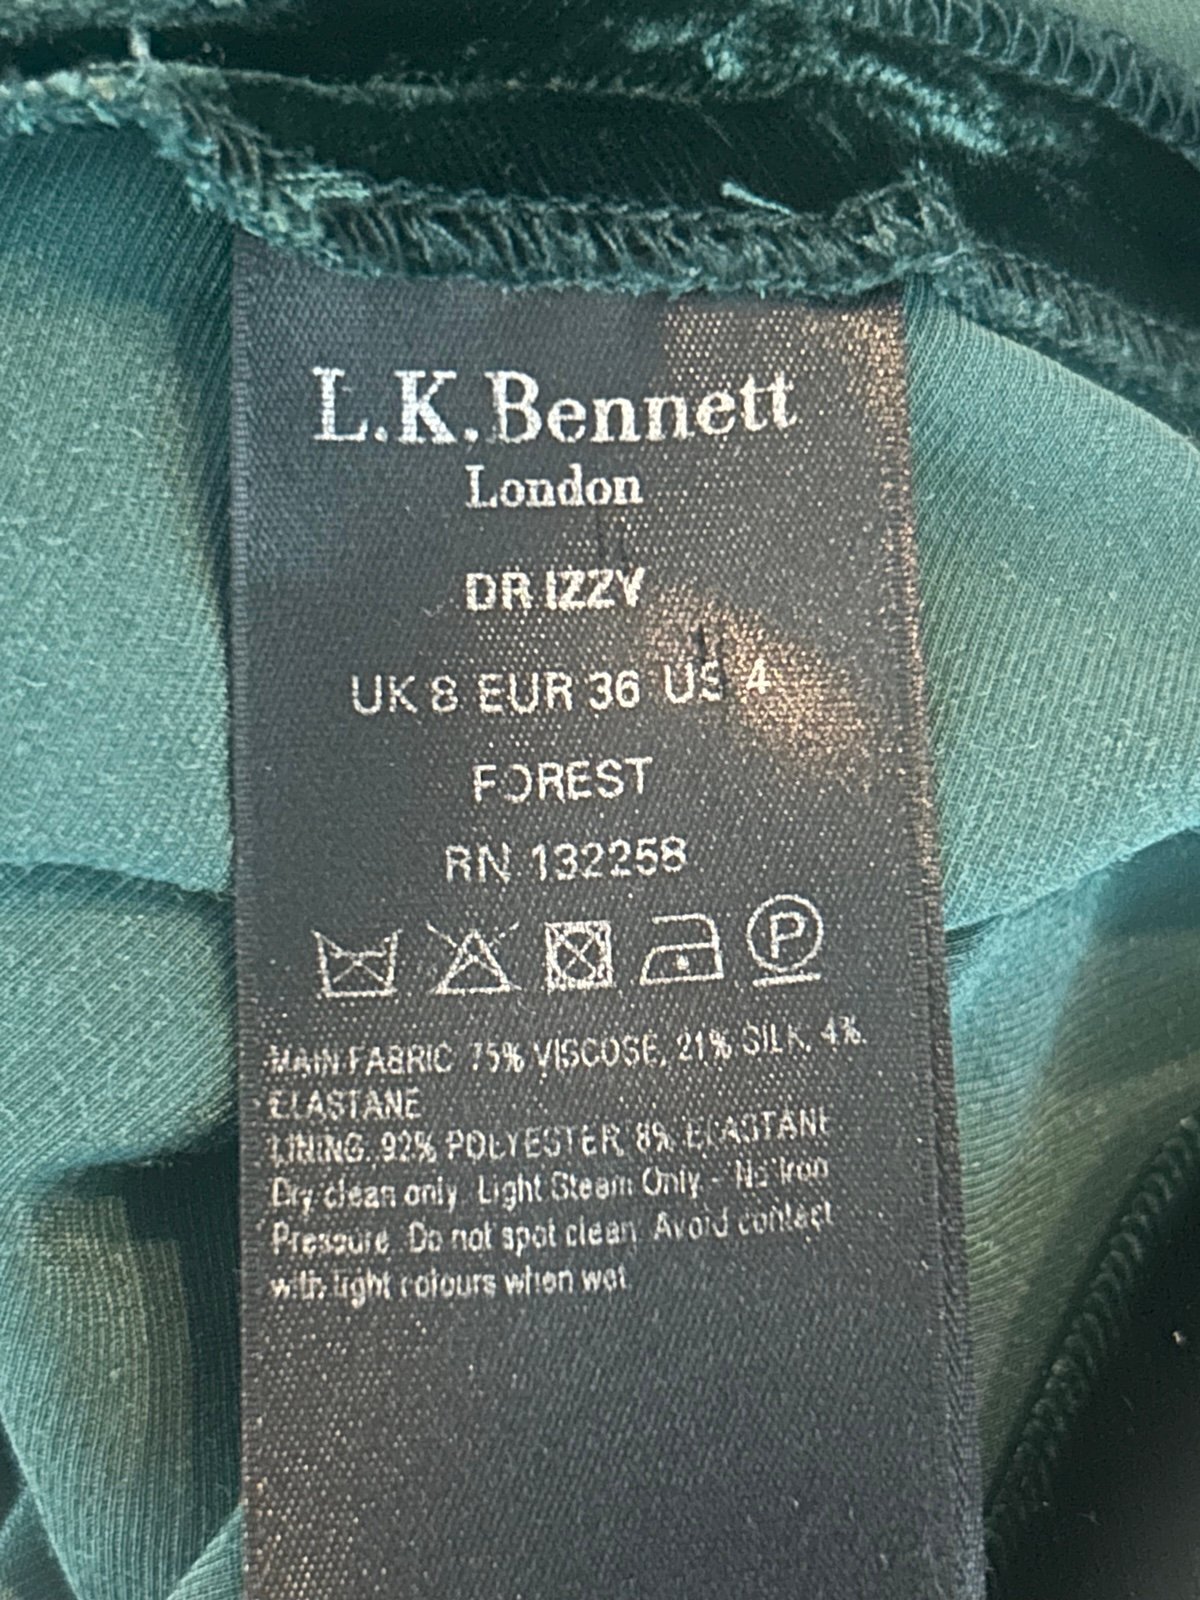 L.K.Bennett
London
DR IZZY
UK 8 EUR 36 US 4
FOREST
RN 132258
P
MAIN FABRIC 75% VISCOSE, 21% SILK, 4%
ELASTANE
LINING, 92% POLYESTER, 8% ELASTANE
Dry clean only. Light Steam Only - No Iron
Pressure. Do not spot clean. Avoid contact
with light colours when wet.